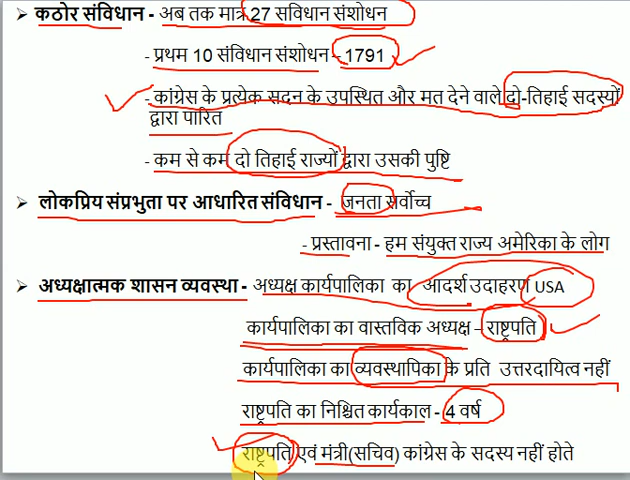 ➢ कठोर संविधान - अब तक मात्र 27 सविधान संशोधन
- प्रथम 10 संविधान संशोधन - 1791
- कांग्रेस के प्रत्येक सदन के उपस्थित और मत देने वाले दो-तिहाई सदस्यों
द्वारा पारित
- कम से कम दो तिहाई राज्यों द्वारा उसकी पुष्टि
➢ लोकप्रिय संप्रभुता पर आधारित संविधान - जनता सर्वोच्च
- प्रस्तावना - हम संयुक्त राज्य अमेरिका के लोग
➢ अध्यक्षात्मक शासन व्यवस्था - अध्यक्ष कार्यपालिका का आदर्श उदाहरण USA
कार्यपालिका का वास्तविक अध्यक्ष – राष्ट्रपति
कार्यपालिका का व्यवस्थापिका के प्रति उत्तरदायित्व नहीं
राष्ट्रपति का निश्चित कार्यकाल - 4 वर्ष
राष्ट्रपति एवं मंत्री(सचिव) कांग्रेस के सदस्य नहीं होते